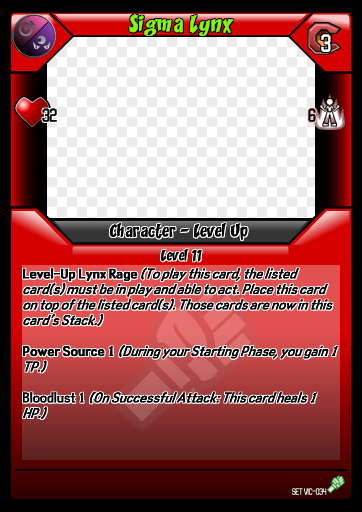 Sigma Lynx
3
32
6
Character - Level Up
Level 11
Level-Up Lynx Rage (To play this card, the listed
card(s) must be in play and able to act. Place this card
on top of the listed card(s). Those cards are now in this
card's Stack.)
Power Source 1 (During your Starting Phase, you gain 1
TP.)
Bloodlust 1 (On Successful Attack: This card heals 1
HP.)
SET VIC-034